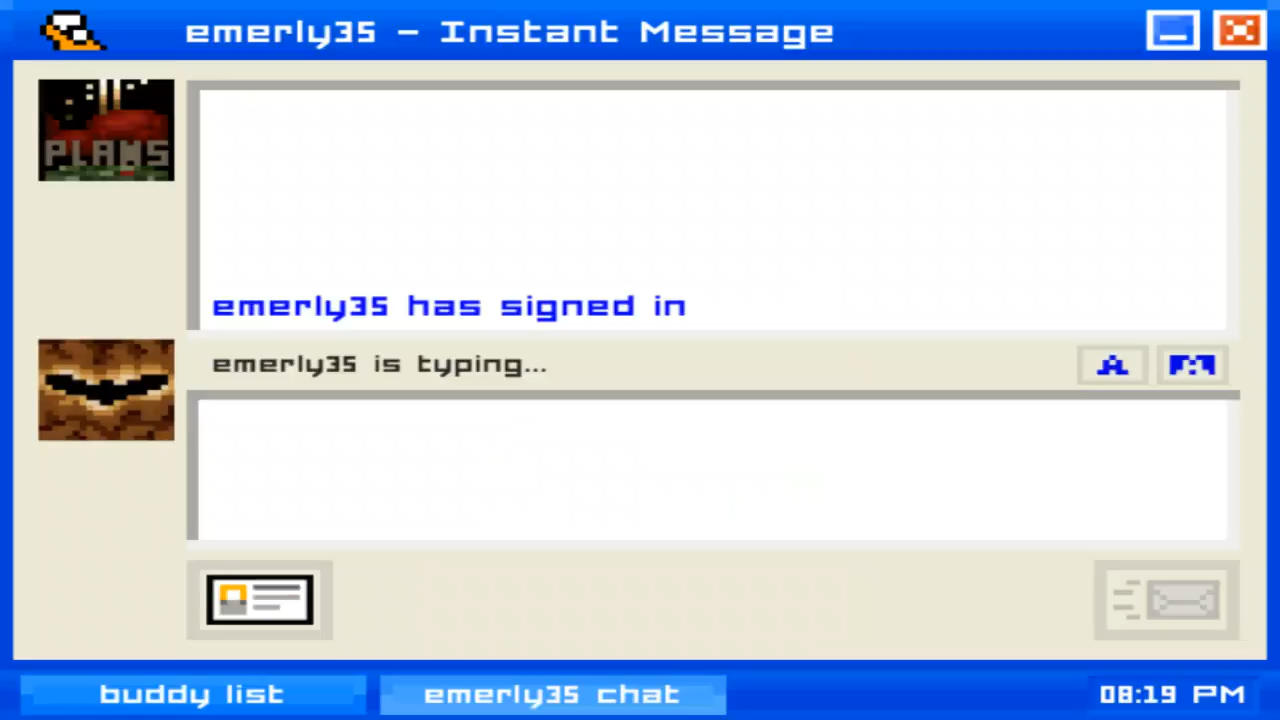 emerly35 - Instant Message
PLANS
emerly35 has signed in
emerly35 is typing...
A
buddy list
emerly35 chat
08:19 PM